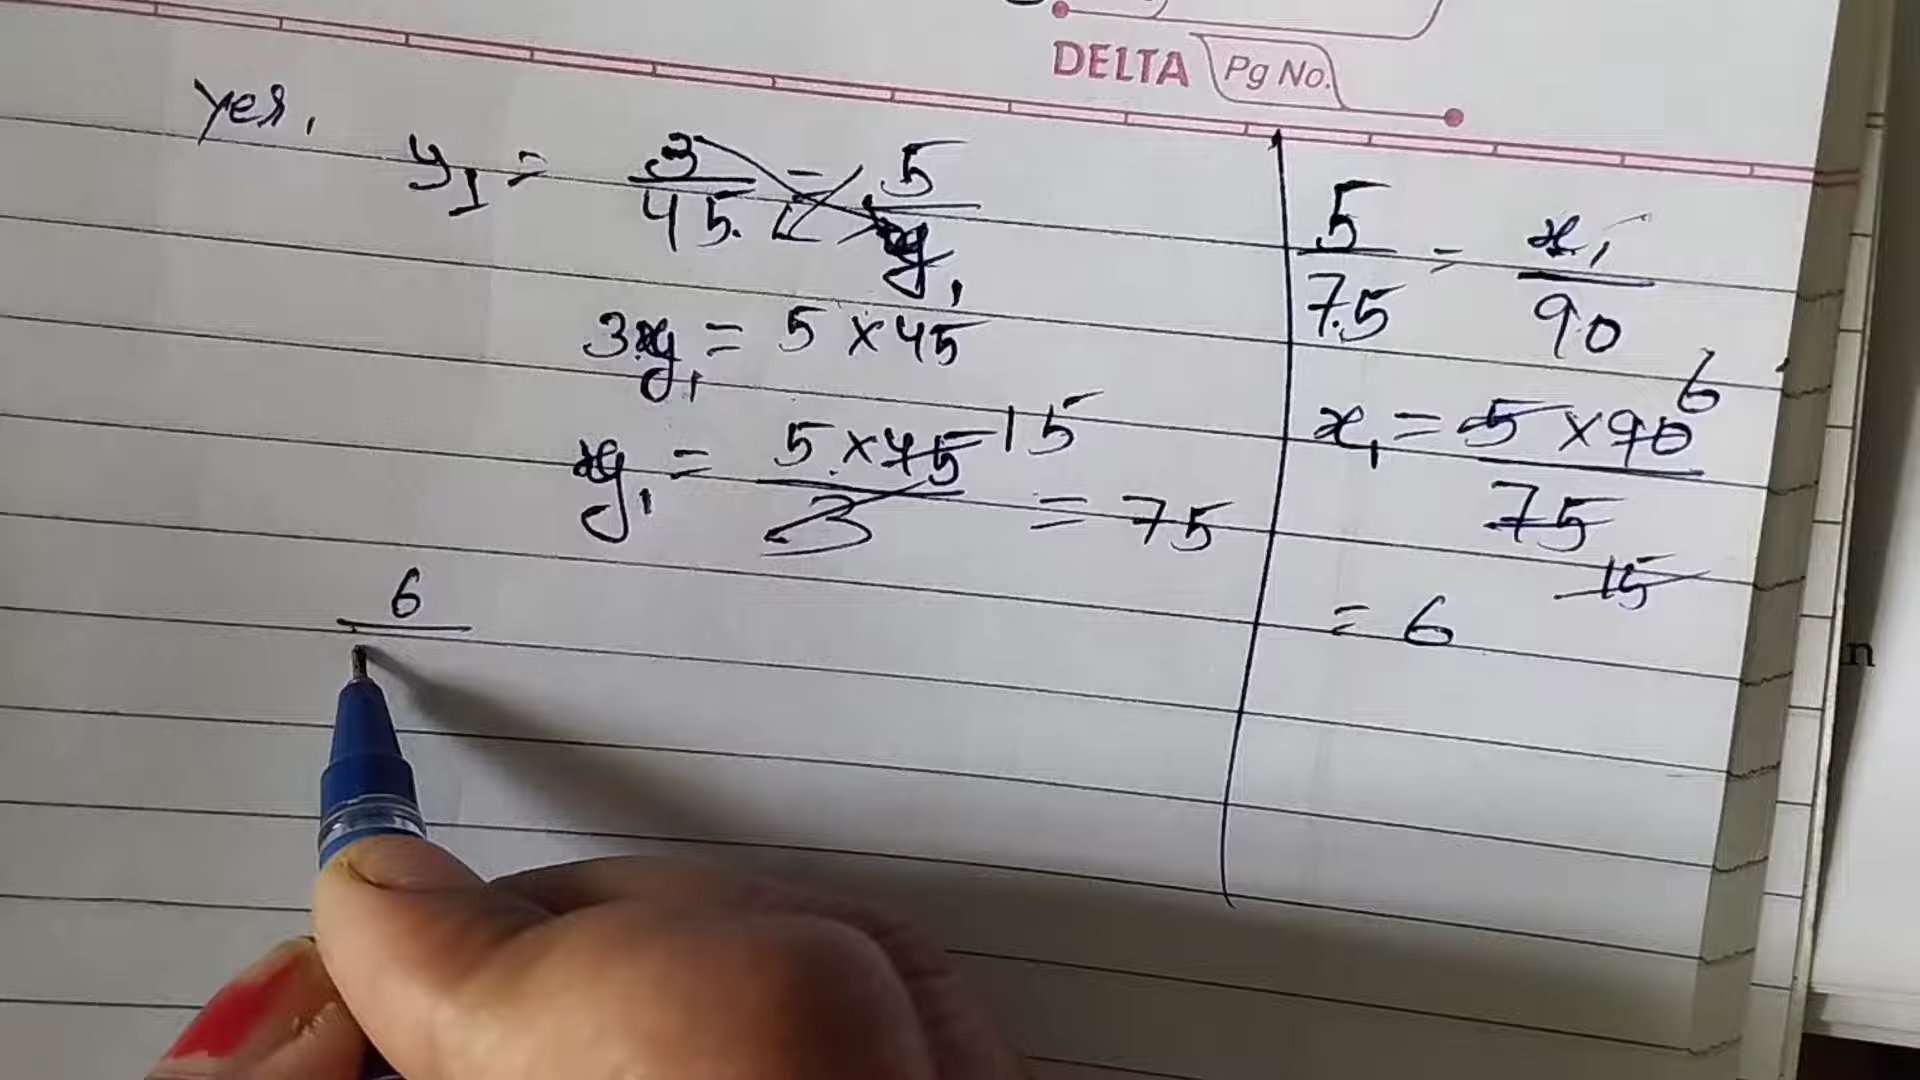 DELTA Pg No.
yes,
y₁ = 3/45 = 5/y₁
3y₁ = 5 × 45
y₁ = 5 × 45 15 / 3 = 75
6
5/75 = x₁/90
x₁ = 5 × 90 6 / 75 15
= 6
n